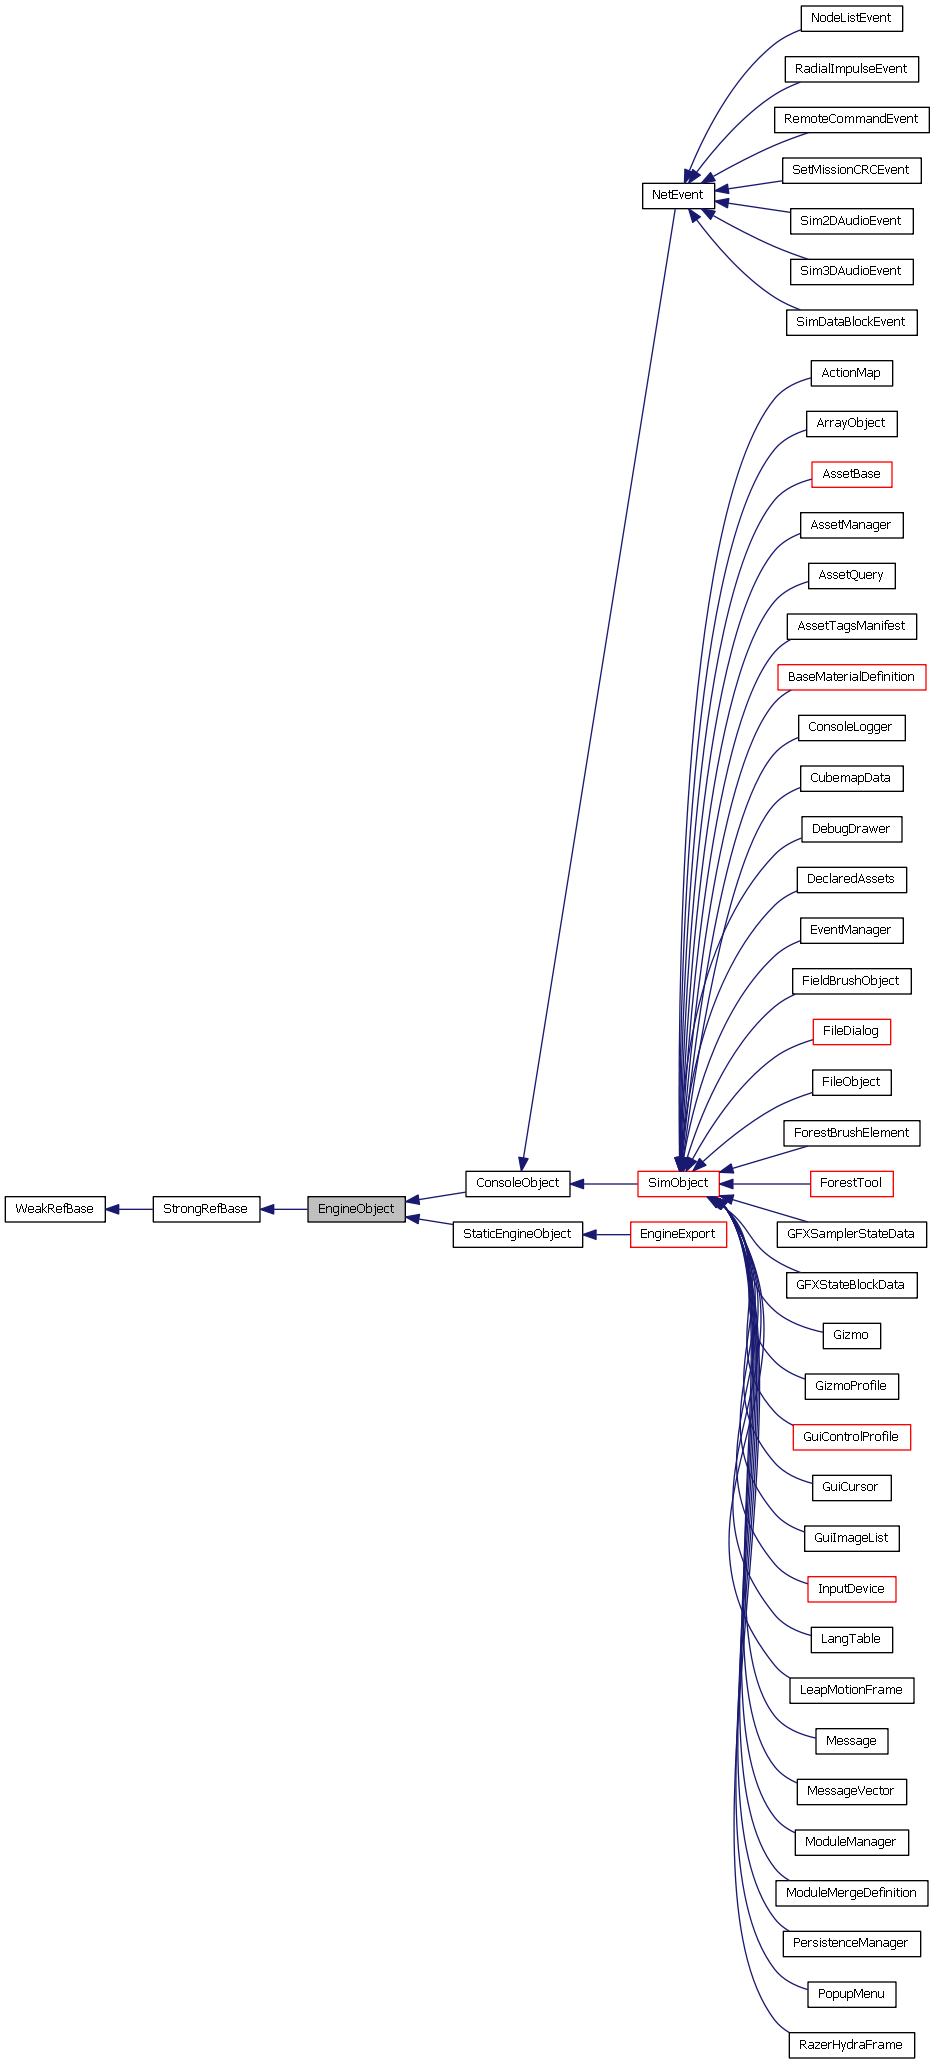 NodeListEvent
RadialImpulseEvent
RemoteCommandEvent
SetMissionCRCEvent
NetEvent
Sim2DAudioEvent
Sim3DAudioEvent
SimDataBlockEvent
ActionMap
ArrayObject
AssetBase
AssetManager
AssetQuery
AssetTagsManifest
BaseMaterialDefinition
ConsoleLogger
CubemapData
DebugDrawer
DeclaredAssets
EventManager
FieldBrushObject
FileDialog
FileObject
ForestBrushElement
ConsoleObject
SimObject
ForestTool
WeakRefBase
StrongRefBase
EngineObject
StaticEngineObject
EngineExport
GFXSamplerStateData
GFXStateBlockData
Gizmo
GizmoProfile
GuiControlProfile
GuiCursor
GuiImageList
InputDevice
LangTable
LeapMotionFrame
Message
MessageVector
ModuleManager
ModuleMergeDefinition
PersistenceManager
PopupMenu
RazerHydraFrame